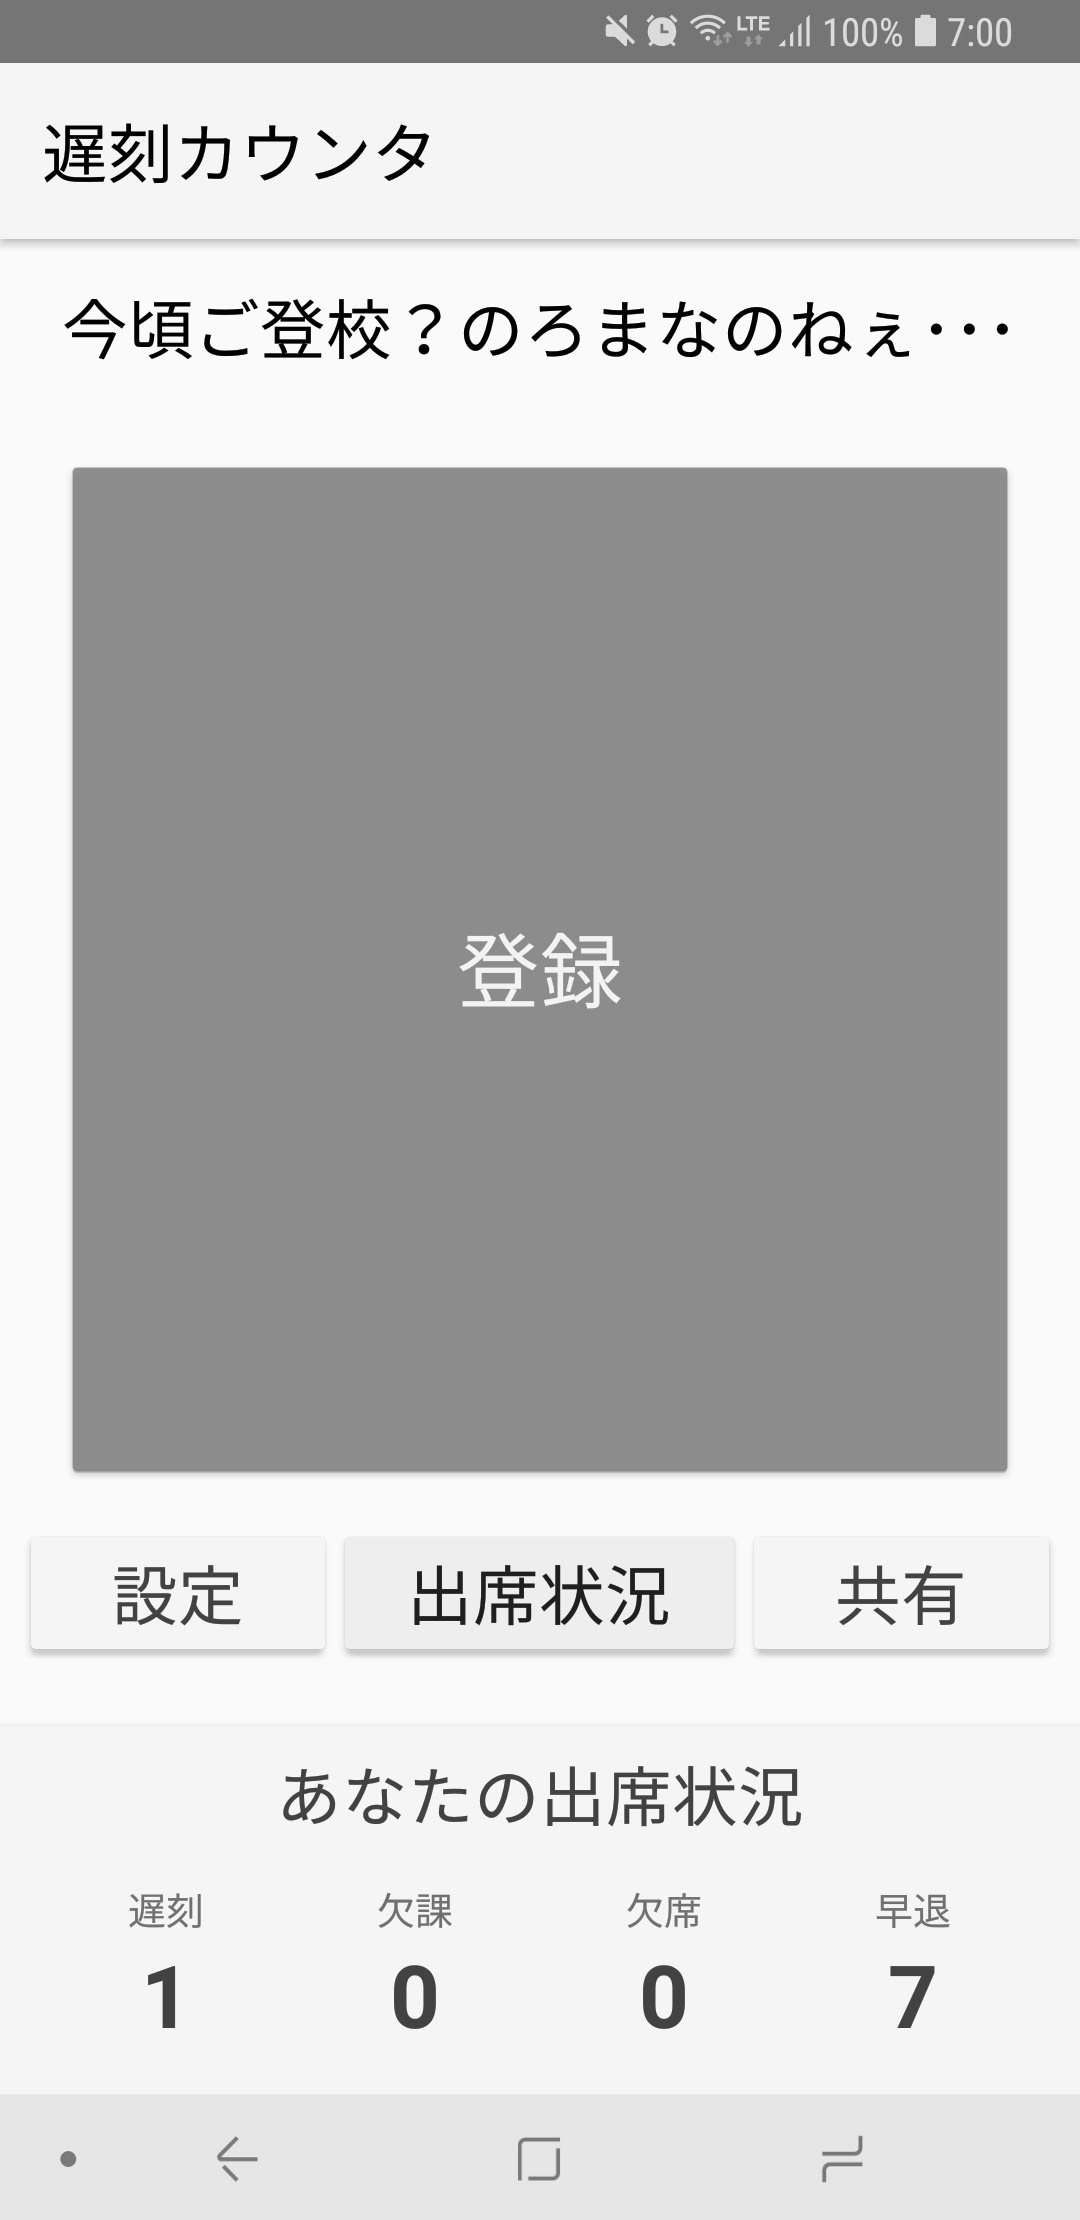 LTE 100% 7:00
遅刻カウンタ
今頃ご登校？のろまなのねぇ･･･
登録
設定 出席状況 共有
あなたの出席状況
遅刻 欠課 欠席 早退
1 0 0 7